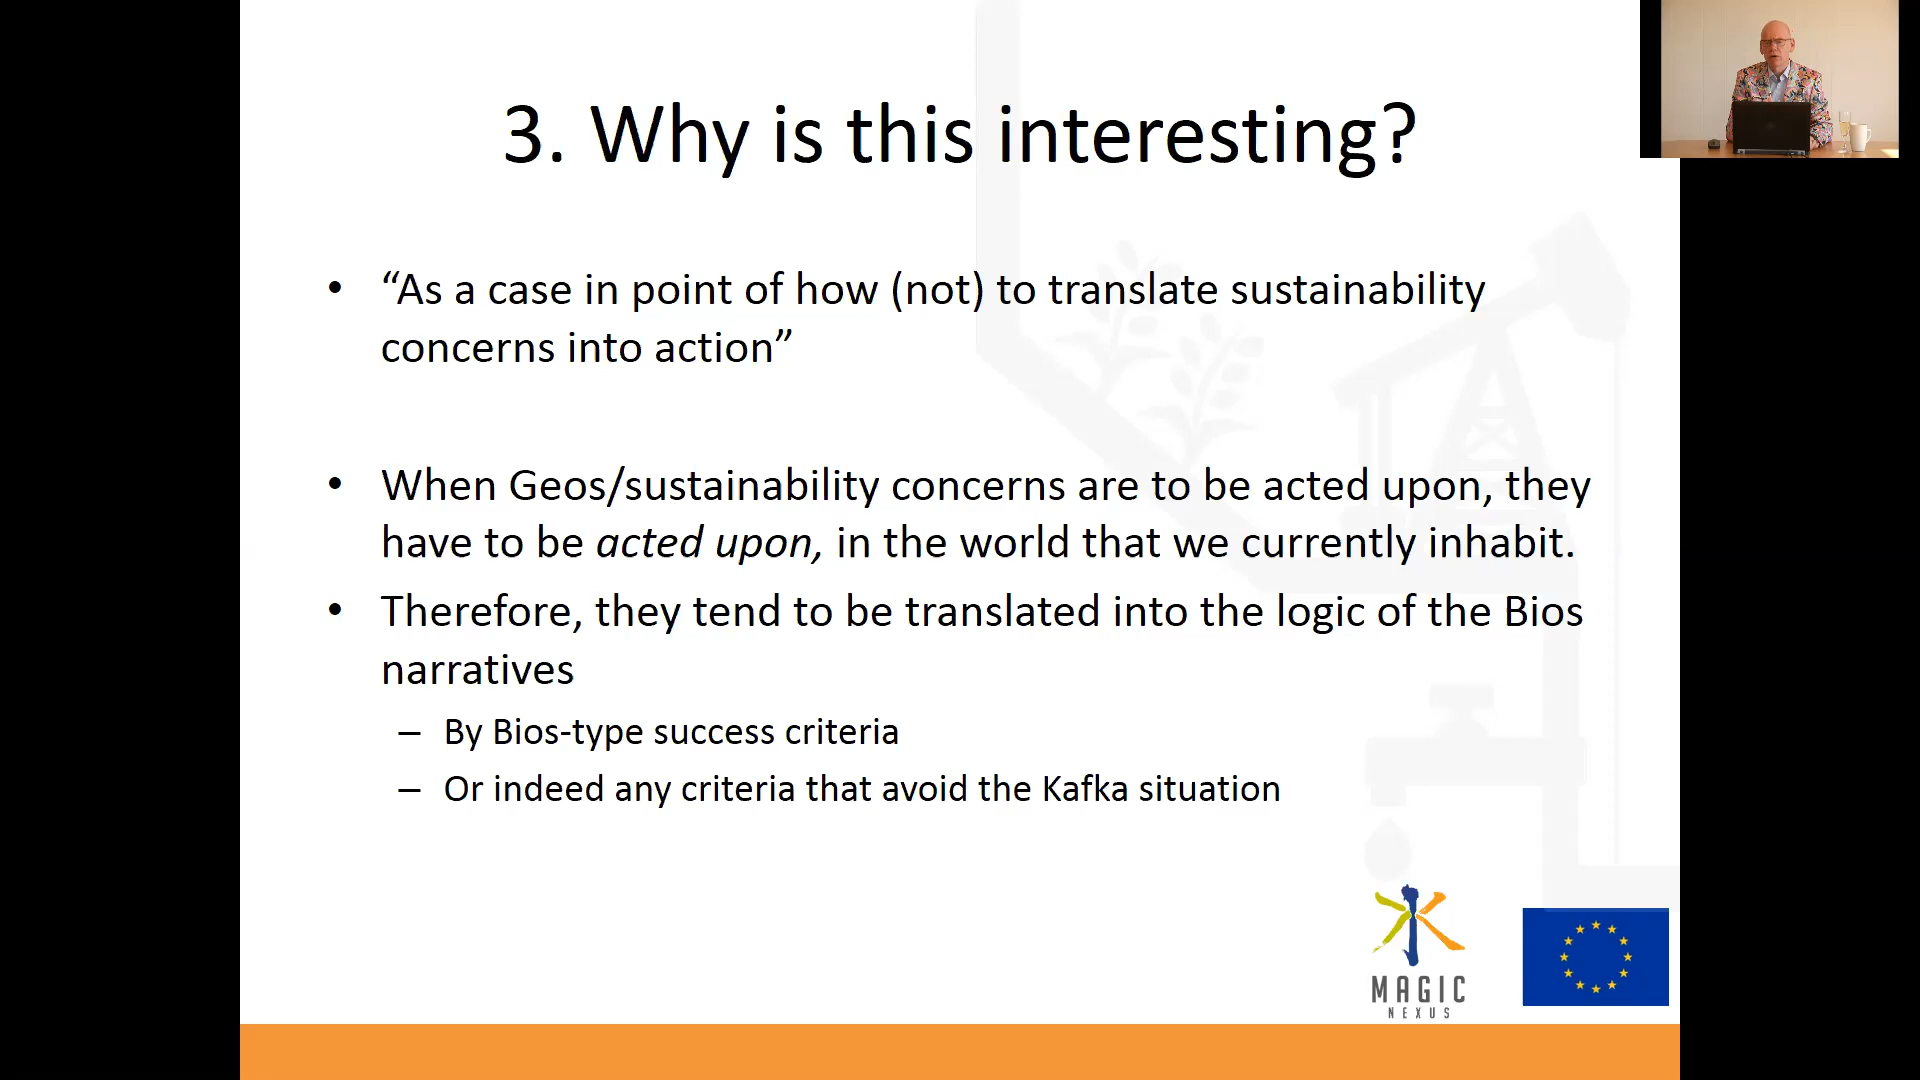 3. Why is this interesting?
• “As a case in point of how (not) to translate sustainability
concerns into action”
• When Geos/sustainability concerns are to be acted upon, they
have to be acted upon, in the world that we currently inhabit.
• Therefore, they tend to be translated into the logic of the Bios
narratives
– By Bios-type success criteria
– Or indeed any criteria that avoid the Kafka situation
MAGIC
NEXUS